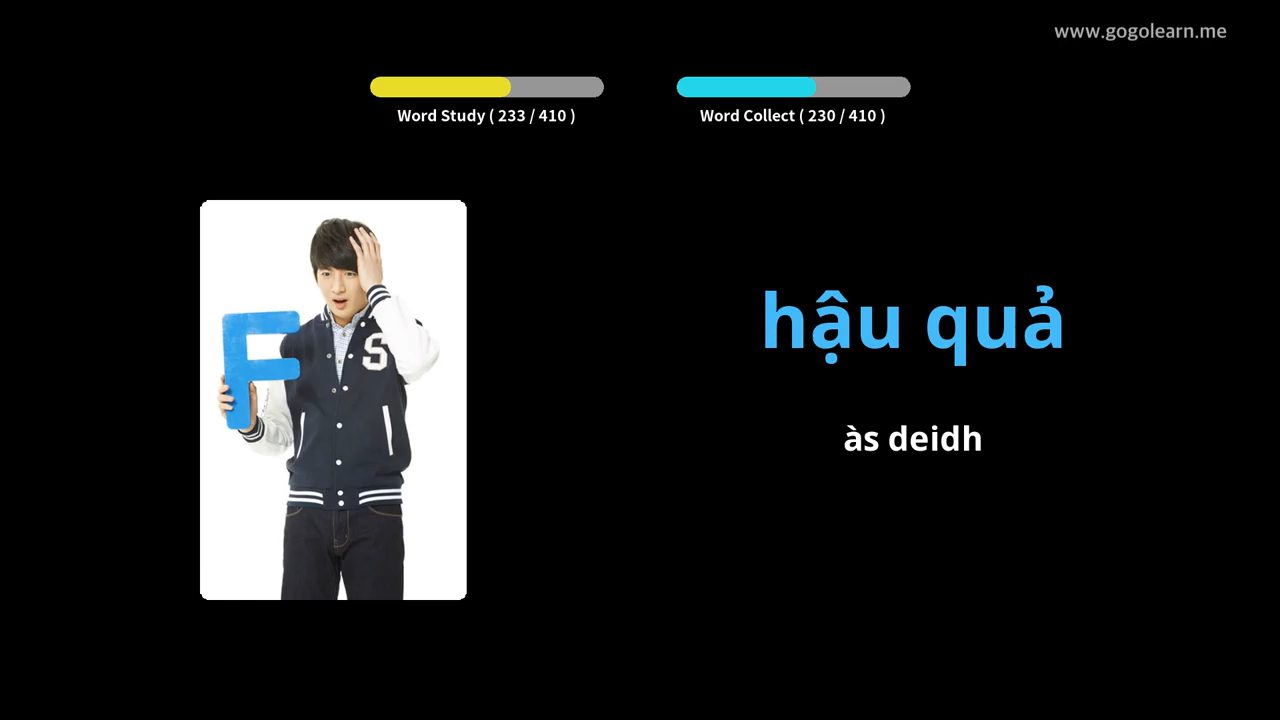 www.gogolearn.me
Word Study ( 233 / 410 )
Word Collect ( 230 / 410 )
F
S
hậu quả
às deidh